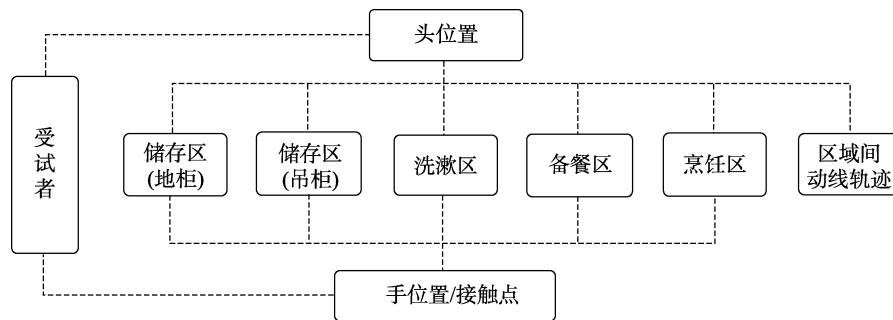 头位置
受
试
者
储存区
(地柜)
储存区
(吊柜)
洗漱区
备餐区
烹饪区
区域间
动线轨迹
手位置/接触点